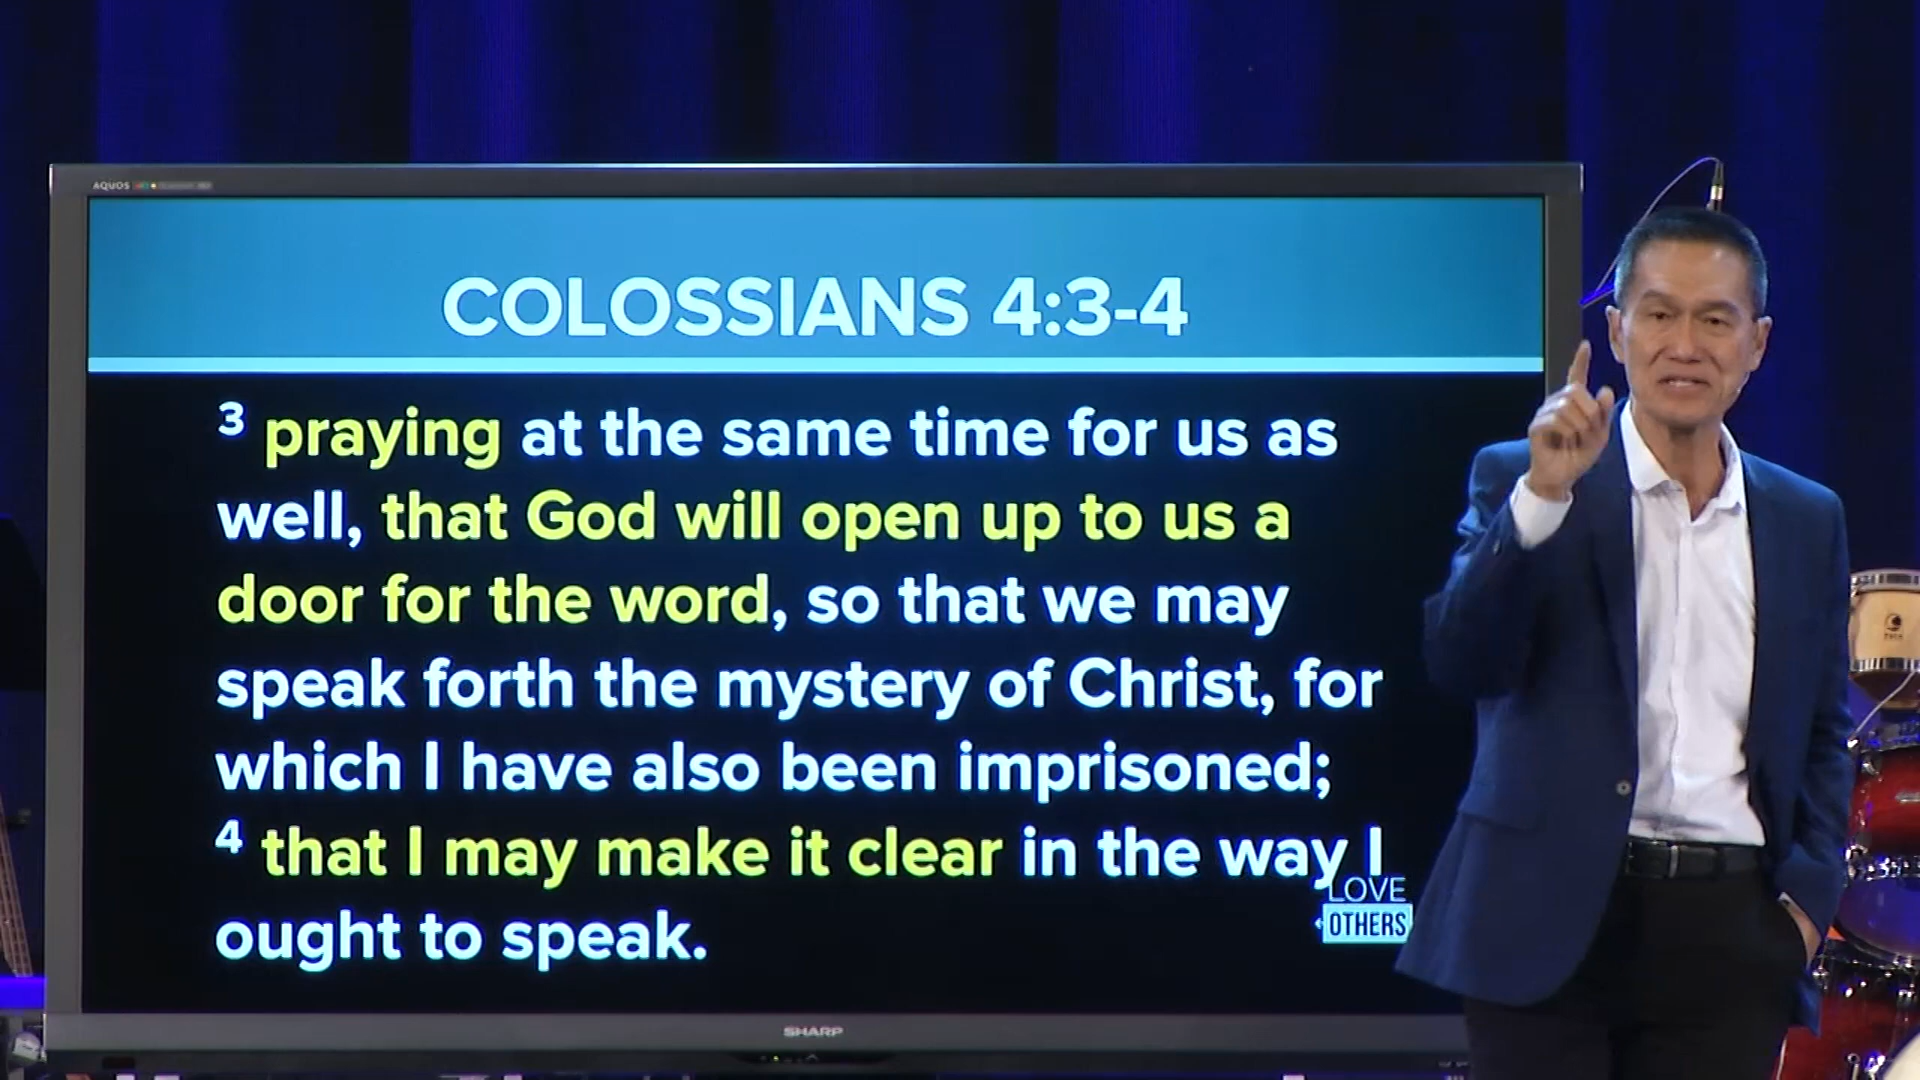 AQUOS
COLOSSIANS 4:3-4
3 praying at the same time for us as
well, that God will open up to us a
door for the word, so that we may
speak forth the mystery of Christ, for
which I have also been imprisoned;
4 that I may make it clear in the way I
ought to speak.
LOVE
OTHERS
SHARP